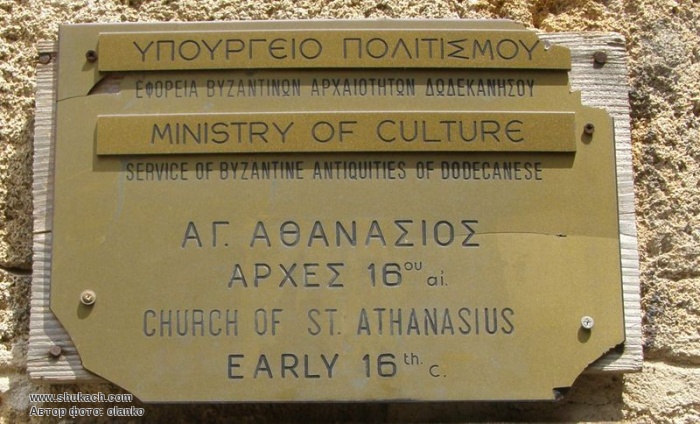 ΥΠΟΥΡΓΕΙΟ ΠΟΛΙΤΙΣΜΟΥ
ΕΦΟΡΕΙΑ ΒΥΖΑΝΤΙΝΩΝ ΑΡΧΑΙΟΤΗΤΩΝ ΔΩΔΕΚΑΝΗΣΟΥ
MINISTRY OF CULTURE
SERVICE OF BYZANTINE ANTIQUITIES OF DODECANESE
ΑΓ. ΑΘΑΝΑΣΙΟΣ
ΑΡΧΕΣ 16ου αἰ.
CHURCH OF ST. ATHANASIUS
EARLY 16th. c.
www.shukach.com
Автор фото: olanko